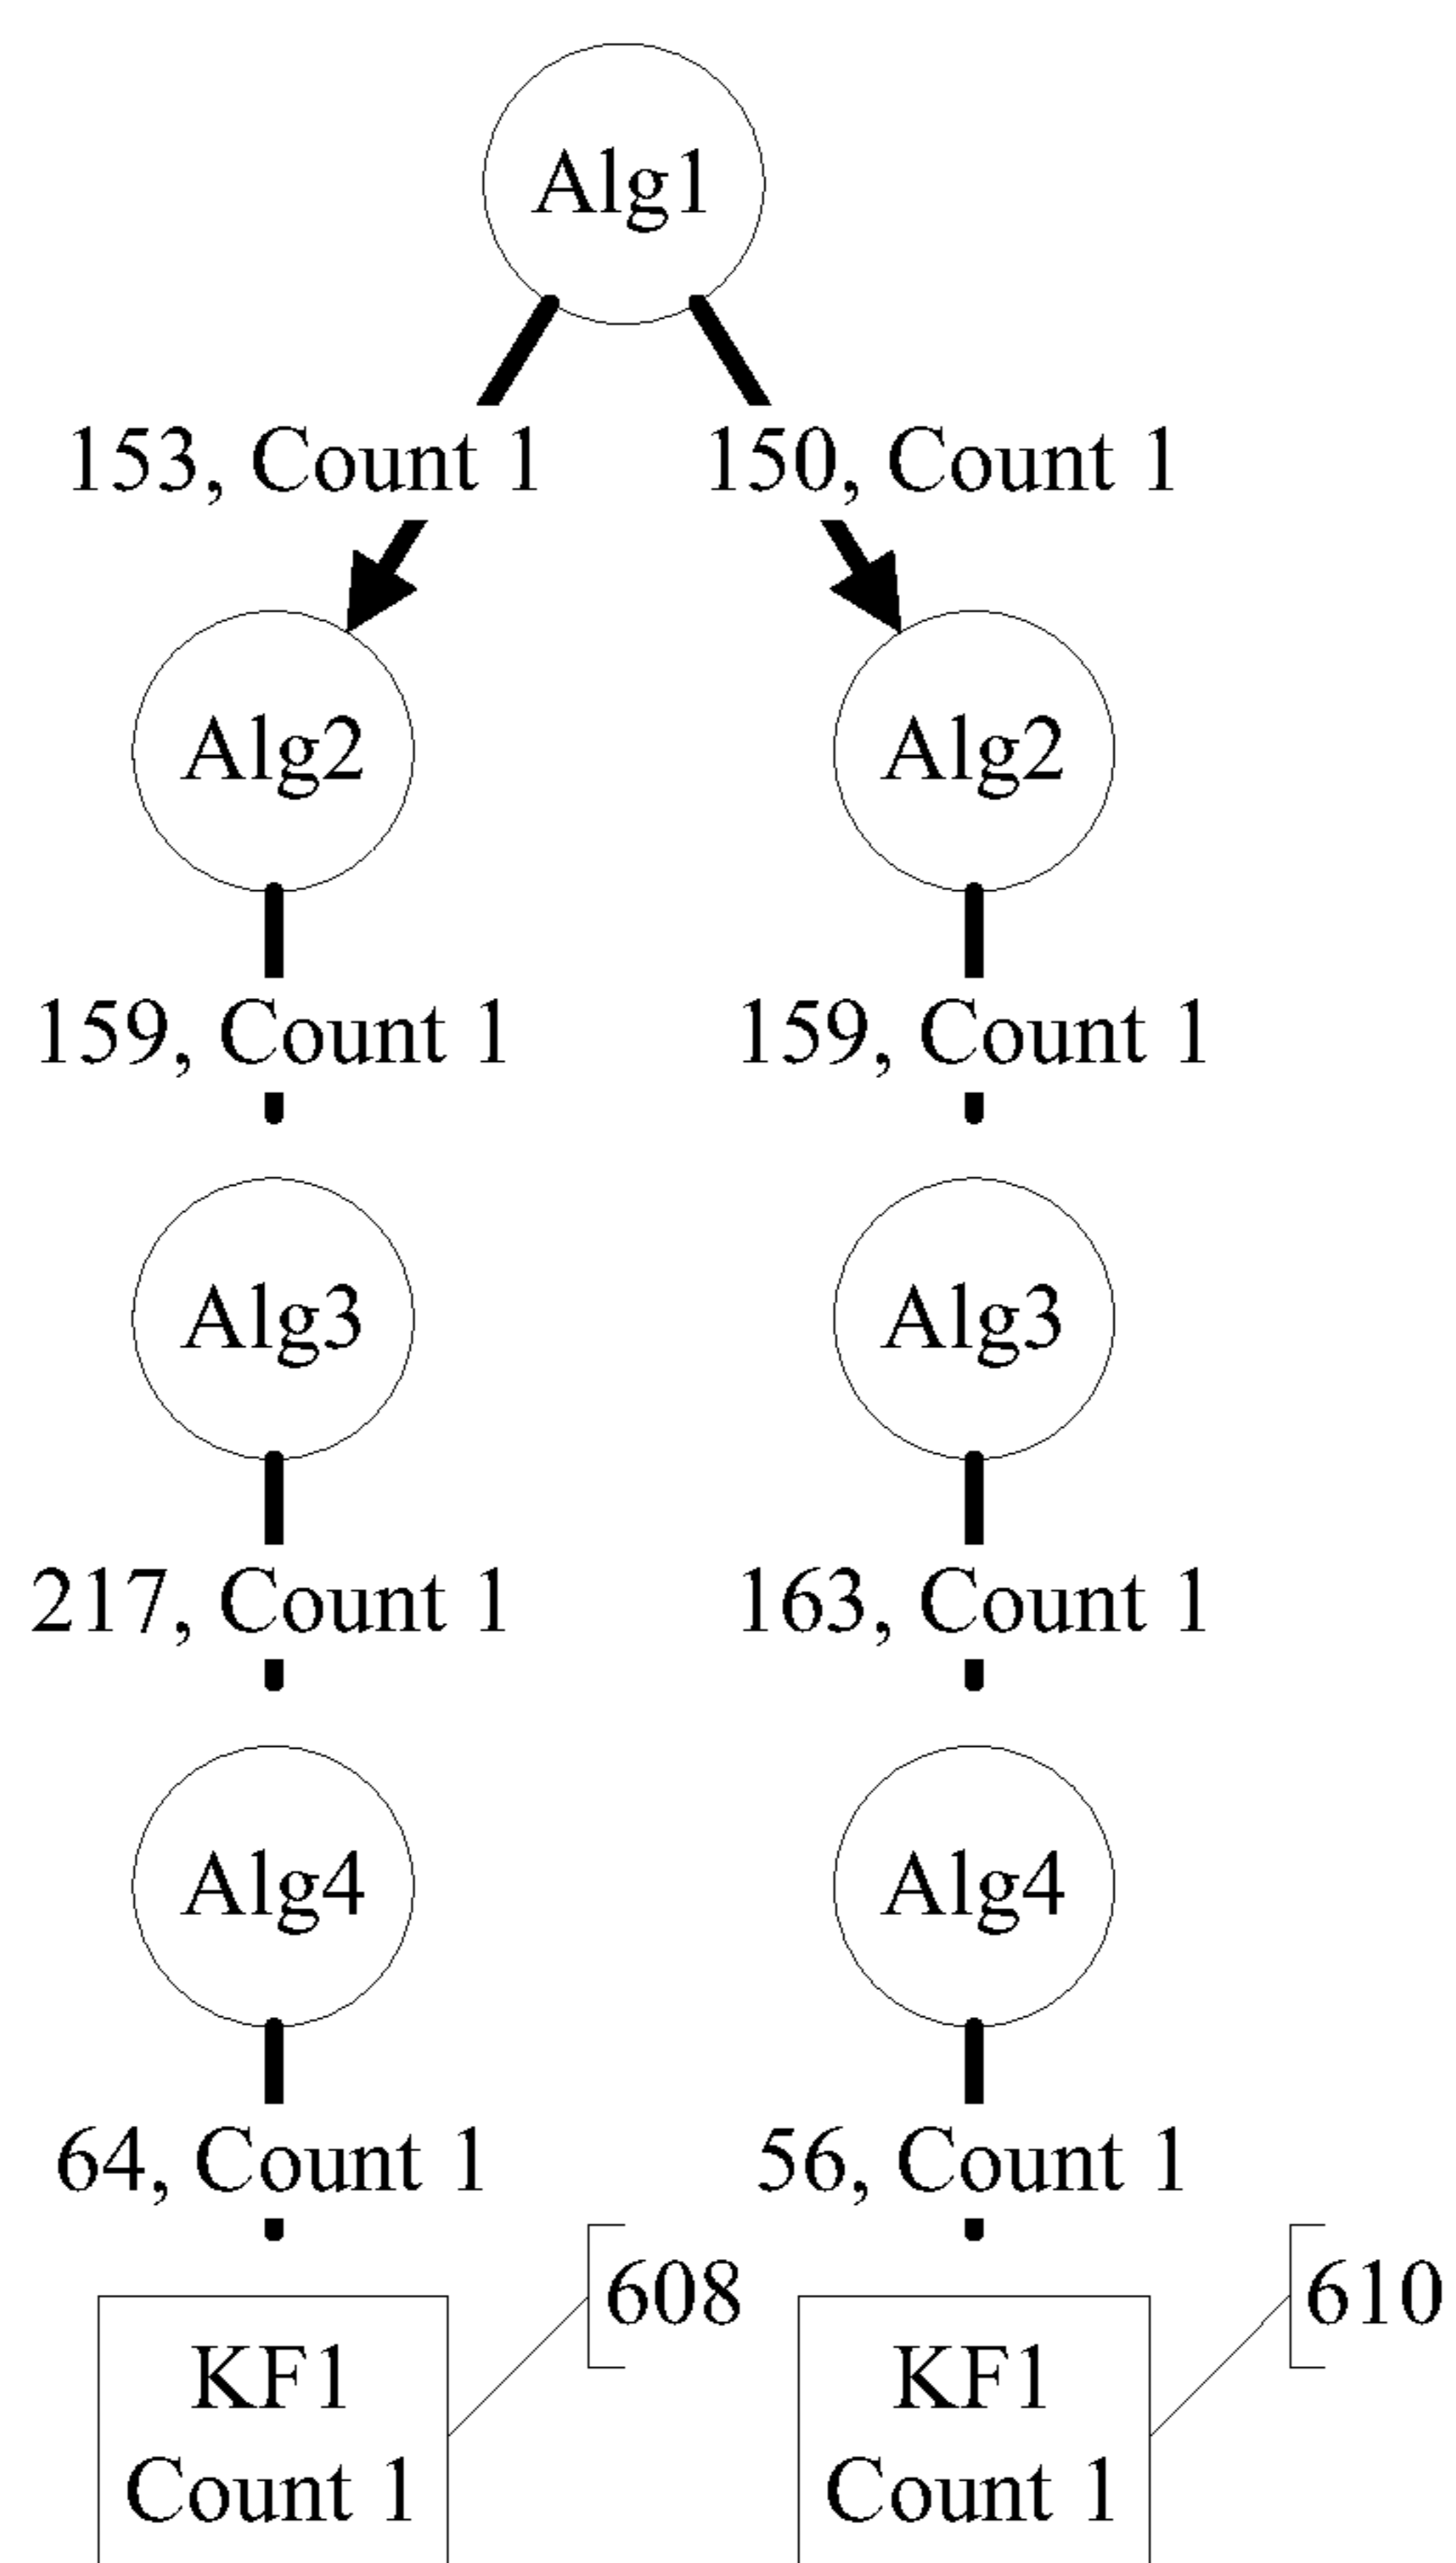 Alg1
153, Count 1
150, Count 1
Alg2
Alg2
159, Count 1
159, Count 1
Alg3
Alg3
217, Count 1
163, Count 1
Alg4
Alg4
64, Count 1
56, Count 1
608
610
KF1
Count 1
KF1
Count 1